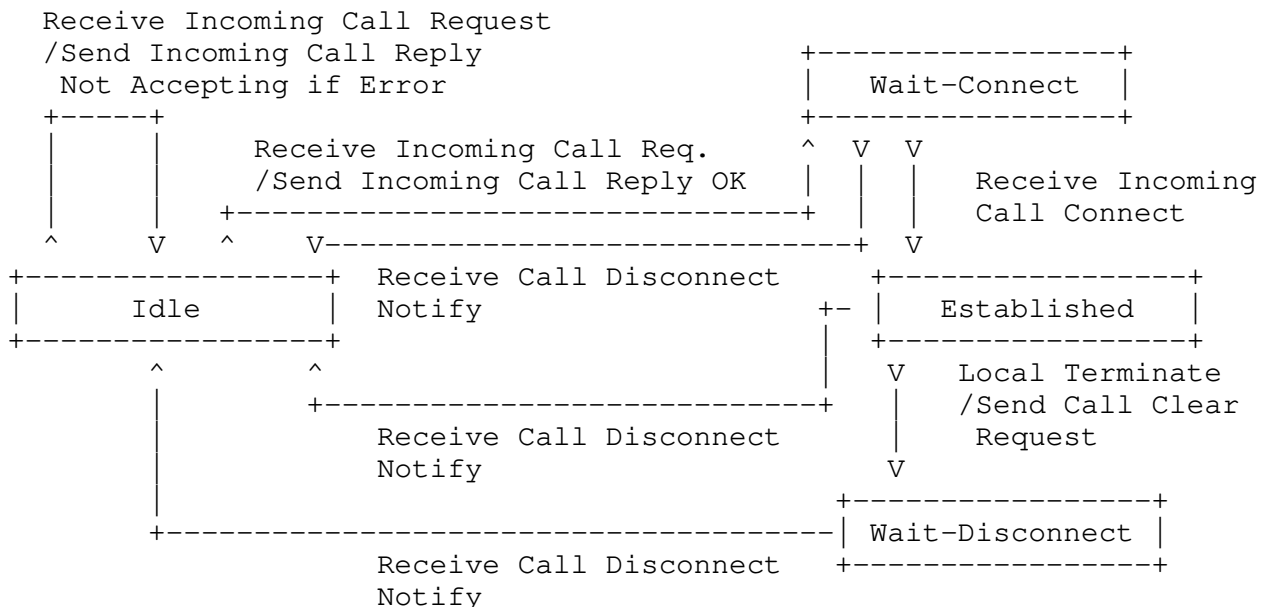 Receive Incoming Call Request
/Send Incoming Call Reply
Not Accepting if Error
Wait-Connect
Receive Incoming Call Req.
/Send Incoming Call Reply OK
Receive Incoming
Call Connect
Receive Call Disconnect
Notify
Idle
Established
Local Terminate
/Send Call Clear
Request
Receive Call Disconnect
Notify
Wait-Disconnect
Receive Call Disconnect
Notify